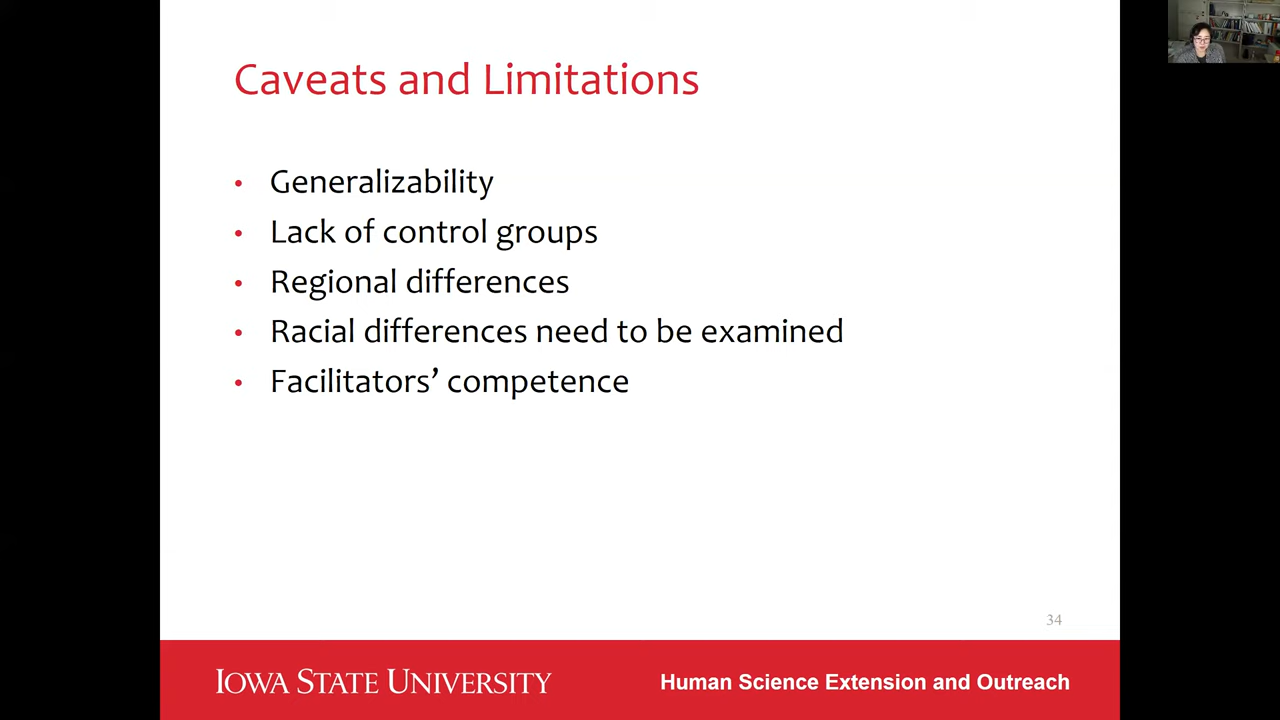 Caveats and Limitations
• Generalizability
• Lack of control groups
• Regional differences
• Racial differences need to be examined
• Facilitators’ competence
34
IOWA STATE UNIVERSITY
Human Science Extension and Outreach